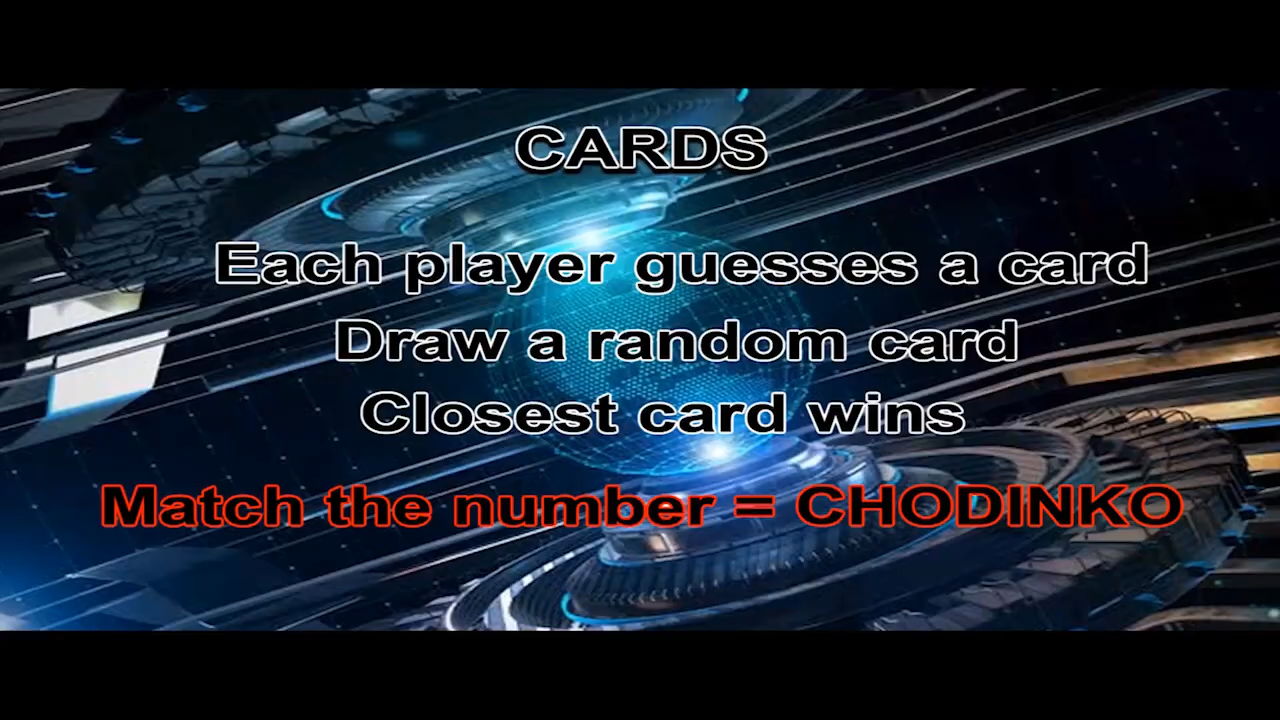 CARDS
Each player guesses a card
Draw a random card
Closest card wins
Match the number = CHODINKO